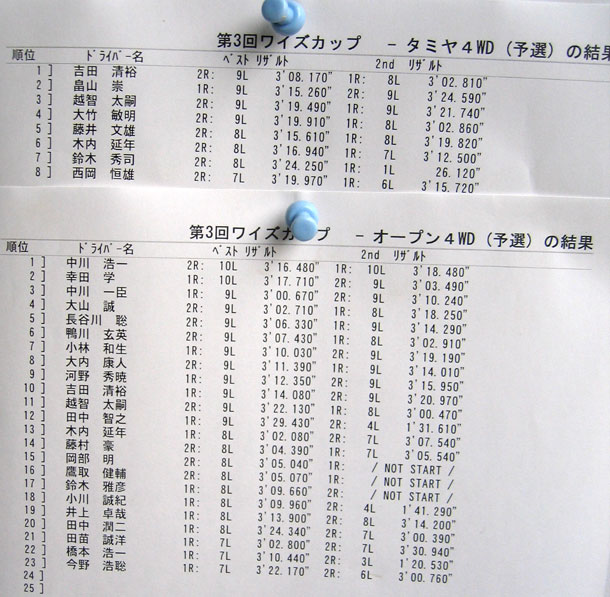 第3回ワイズカップ － タミヤ４WD（予選）の結果
順位 ﾄﾞﾗｲﾊﾞｰ名 ﾍﾞｽﾄ ﾘｻﾞﾙﾄ 2nd ﾘｻﾞﾙﾄ
1 ] 吉田 清裕 2R: 9L 3'08.170" 1R: 8L 3'02.810"
2 ] 畠山 崇 1R: 9L 3'15.260" 2R: 9L 3'24.590"
3 ] 越智 太嗣 2R: 9L 3'19.490" 1R: 9L 3'21.740"
4 ] 大竹 敏明 2R: 9L 3'19.910" 1R: 8L 3'02.860"
5 ] 藤井 文雄 2R: 8L 3'15.610" 1R: 8L 3'19.820"
6 ] 木内 延年 2R: 8L 3'16.940" 1R: 7L 3'12.500"
7 ] 鈴木 秀司 2R: 8L 3'24.250" 1R: 1L 26.120"
8 ] 西岡 恒雄 2R: 7L 3'19.970" 1R: 6L 3'15.720"
第3回ワイズカップ － オープン４WD（予選）の結果
順位 ﾄﾞﾗｲﾊﾞｰ名 ﾍﾞｽﾄ ﾘｻﾞﾙﾄ 2nd ﾘｻﾞﾙﾄ
1 ] 中川 浩一 2R: 10L 3'16.480" 1R: 10L 3'18.480"
2 ] 幸田 学 1R: 10L 3'17.710" 2R: 9L 3'03.490"
3 ] 中川 一臣 1R: 9L 3'00.670" 2R: 9L 3'10.240"
4 ] 大山 誠 2R: 9L 3'02.710" 1R: 8L 3'18.250"
5 ] 長谷川 聡 2R: 9L 3'06.330" 1R: 9L 3'14.290"
6 ] 鴨川 玄英 2R: 9L 3'07.430" 1R: 8L 3'02.910"
7 ] 小林 和生 1R: 9L 3'10.030" 2R: 9L 3'19.190"
8 ] 大内 康人 2R: 9L 3'11.390" 1R: 9L 3'14.010"
9 ] 河野 秀暁 1R: 9L 3'12.350" 2R: 9L 3'15.950"
10 ] 吉田 清裕 1R: 9L 3'14.080" 2R: 9L 3'20.970"
11 ] 越智 太嗣 2R: 9L 3'22.130" 1R: 8L 3'00.470"
12 ] 田中 智之 1R: 9L 3'29.430" 2R: 4L 1'31.610"
13 ] 木内 延年 1R: 8L 3'02.080" 2R: 7L 3'07.540"
14 ] 藤村 豪 2R: 8L 3'04.390" 1R: 7L 3'05.540"
15 ] 岡部 明 2R: 8L 3'05.040" 1R: / NOT START /
16 ] 鷹取 健輔 2R: 8L 3'05.070" 1R: / NOT START /
17 ] 鈴木 雅彦 1R: 8L 3'09.660" 2R: / NOT START /
18 ] 小川 誠紀 1R: 8L 3'09.960" 2R: 4L 1'41.290"
19 ] 井上 卓哉 1R: 8L 3'13.900" 2R: 8L 3'14.200"
20 ] 田中 潤二 2R: 8L 3'24.340" 1R: 7L 3'00.390"
21 ] 田苗 誠洋 1R: 7L 3'02.800" 2R: 7L 3'30.940"
22 ] 橋本 浩一 1R: 7L 3'10.440" 2R: 3L 1'20.530"
23 ] 今野 浩聡 1R: 7L 3'22.170" 2R: 6L 3'00.760"
24 ]
25 ]